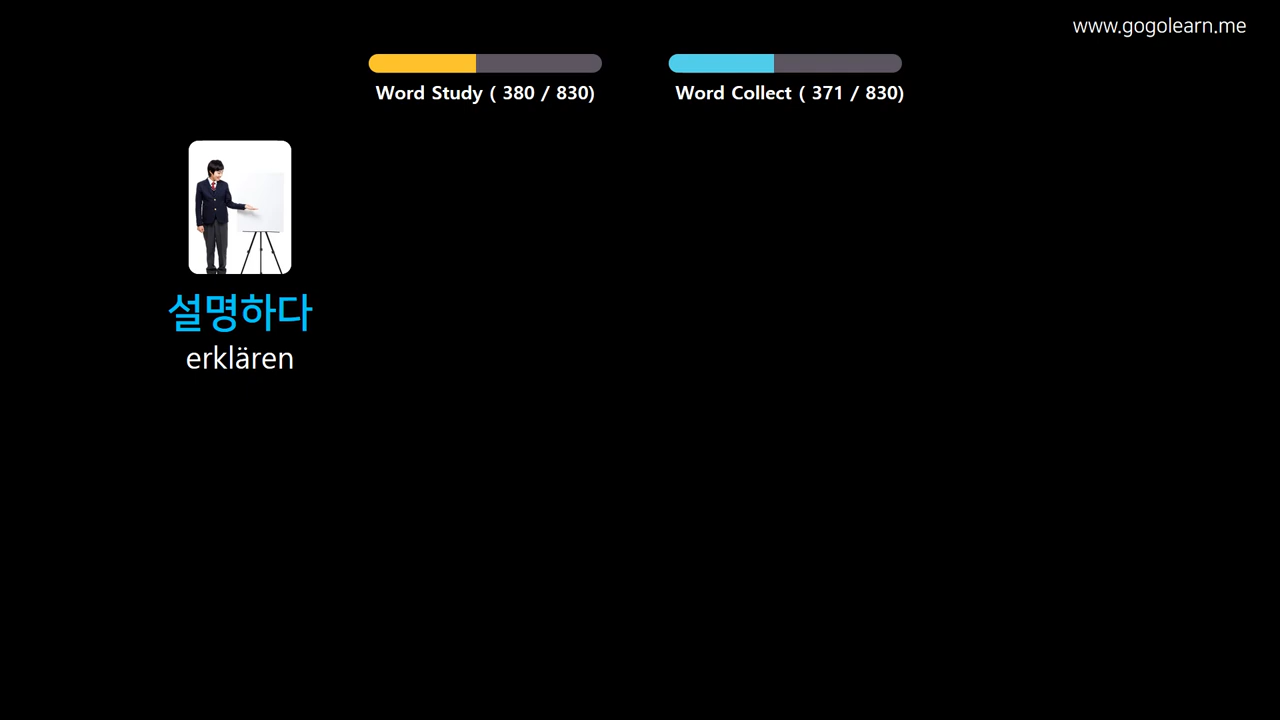 www.gogolearn.me
Word Study ( 380 / 830)
Word Collect ( 371 / 830)
설명하다
erklären